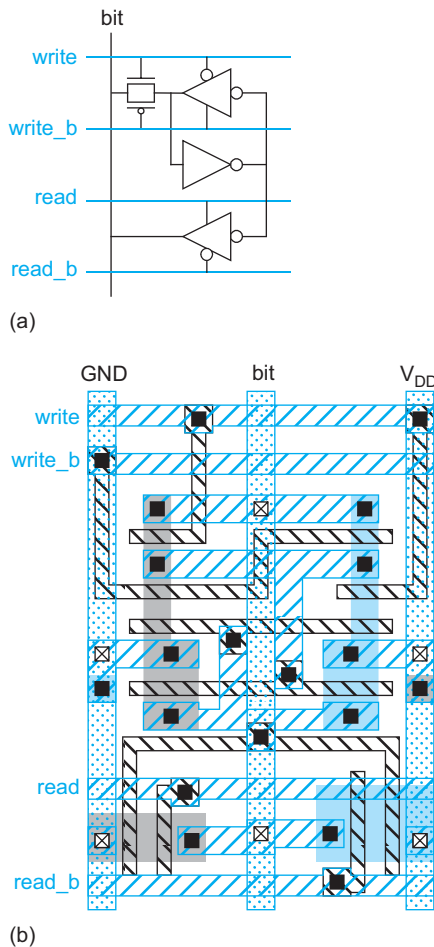 bit
write
write_b
read
read_b
(a)
GND bit VDD
write
write_b
read
read_b
(b)